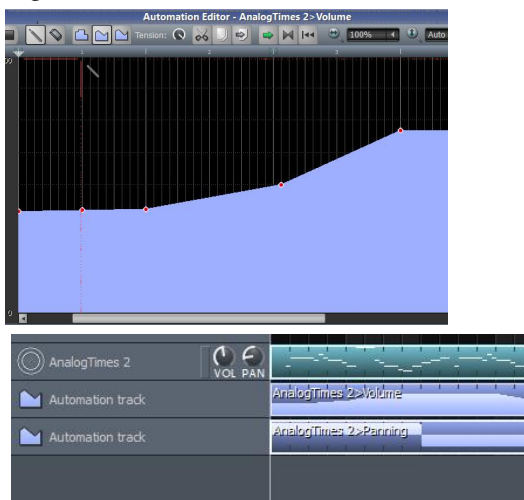 Automation Editor - AnalogTimes 2>Volume
Tension: 100% Auto
AnalogTimes 2 VOL PAN
Automation track AnalogTimes 2>Volume
Automation track AnalogTimes 2>Panning